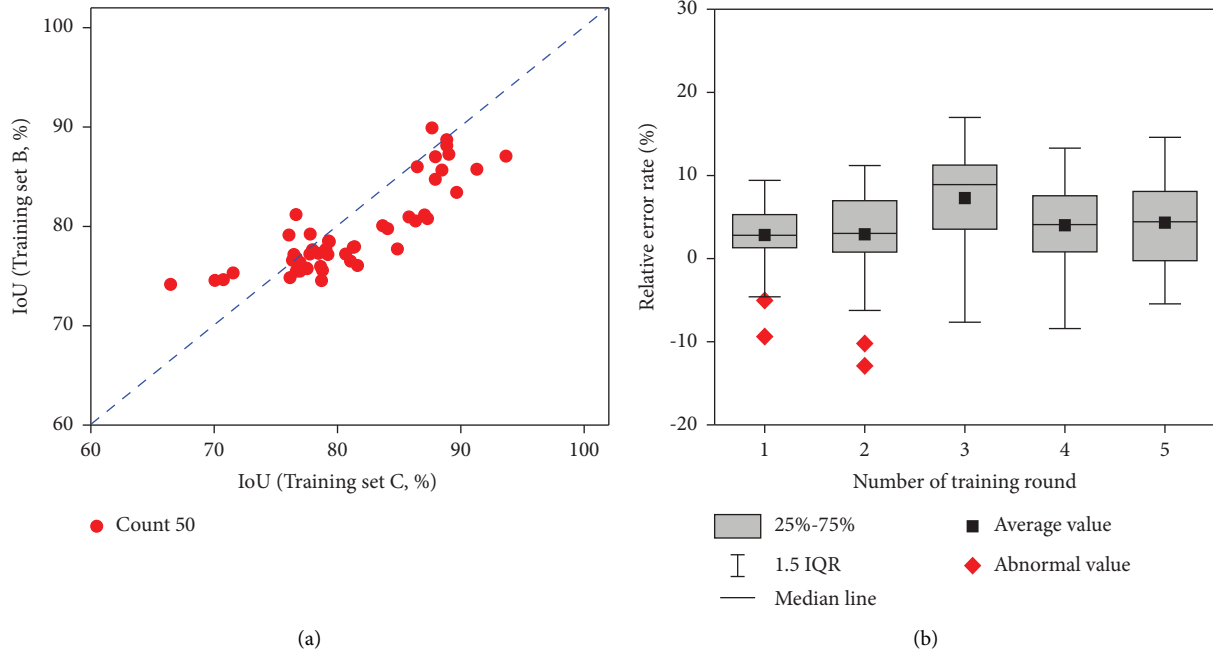 100
90
80
70
60
IoU (Training set B, %)
60 70 80 90 100
IoU (Training set C, %)
Count 50
(a)
30
20
10
0
-10
-20
Relative error rate (%)
1 2 3 4 5
Number of training round
25%-75%
1.5 IQR
Median line
Average value
Abnormal value
(b)